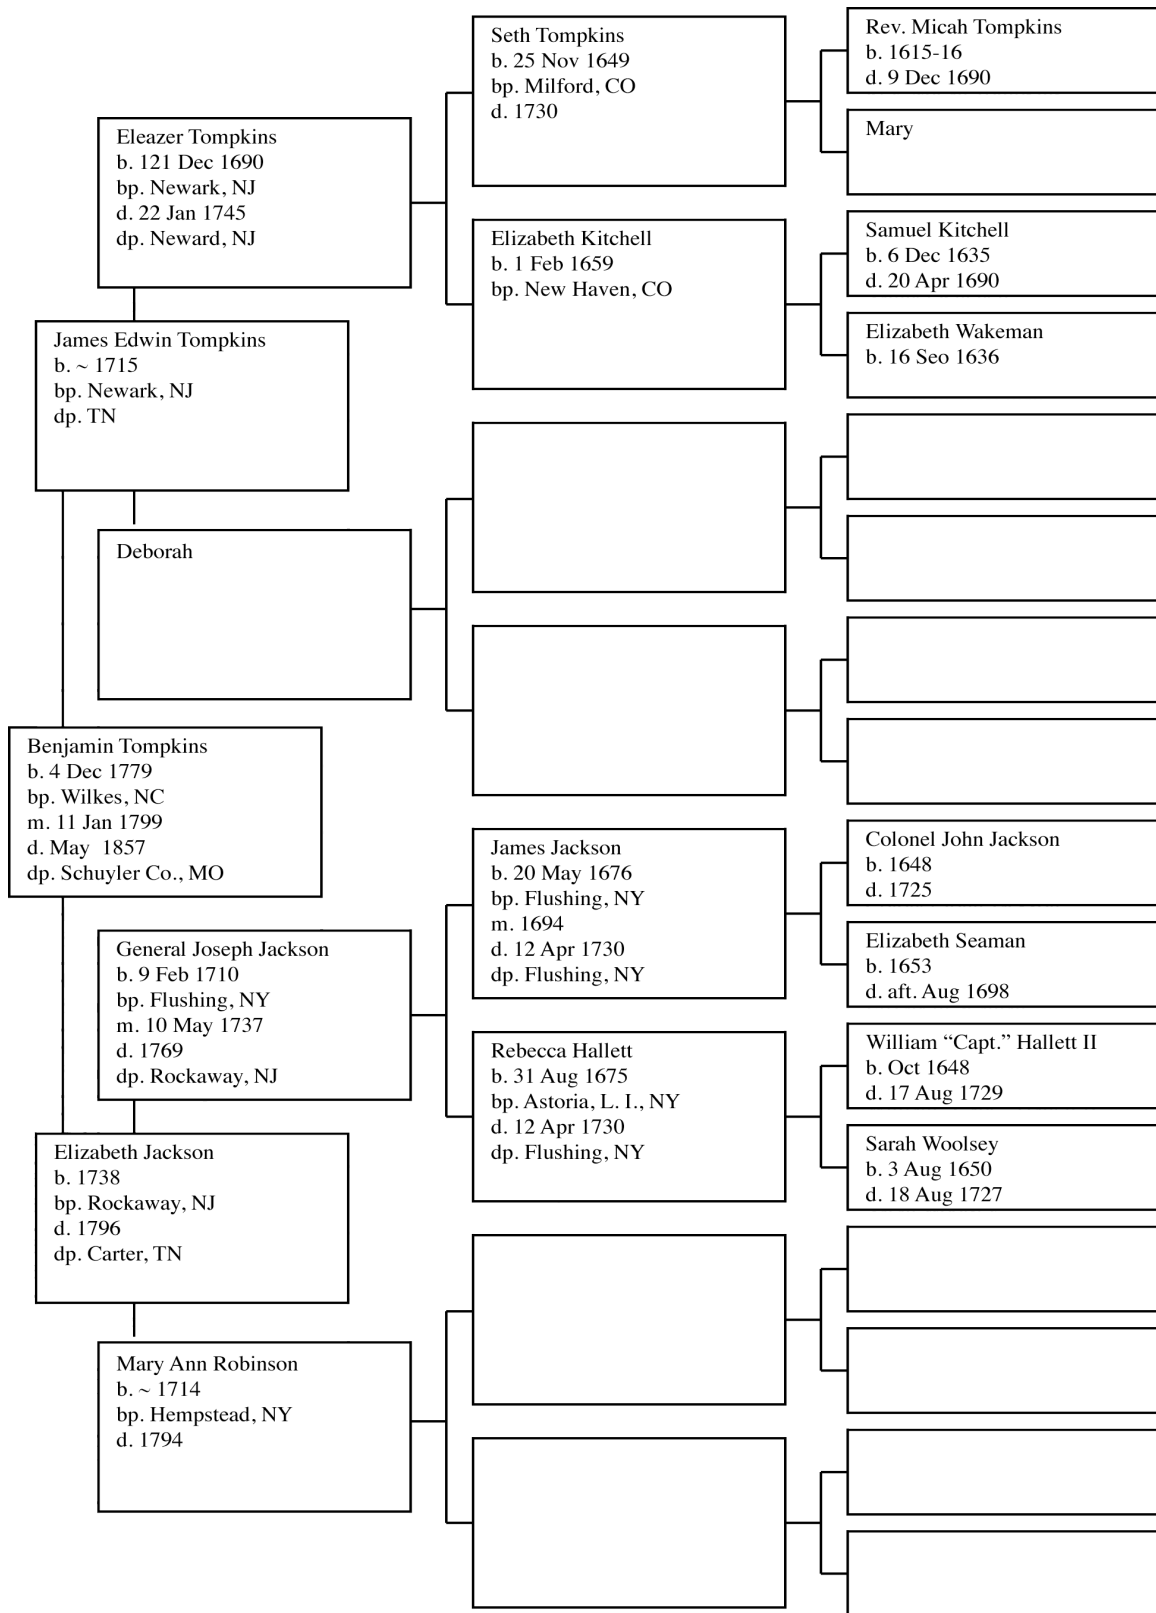 Seth Tompkins
b. 25 Nov 1649
bp. Milford, CO
d. 1730
Rev. Micah Tompkins
b. 1615-16
d. 9 Dec 1690
Mary
Eleazer Tompkins
b. 121 Dec 1690
bp. Newark, NJ
d. 22 Jan 1745
dp. Neward, NJ
Elizabeth Kitchell
b. 1 Feb 1659
bp. New Haven, CO
Samuel Kitchell
b. 6 Dec 1635
d. 20 Apr 1690
Elizabeth Wakeman
b. 16 Seo 1636
James Edwin Tompkins
b. ~ 1715
bp. Newark, NJ
dp. TN
Deborah
Benjamin Tompkins
b. 4 Dec 1779
bp. Wilkes, NC
m. 11 Jan 1799
d. May  1857
dp. Schuyler Co., MO
James Jackson
b. 20 May 1676
bp. Flushing, NY
m. 1694
d. 12 Apr 1730
dp. Flushing, NY
Colonel John Jackson
b. 1648
d. 1725
Elizabeth Seaman
b. 1653
d. aft. Aug 1698
General Joseph Jackson
b. 9 Feb 1710
bp. Flushing, NY
m. 10 May 1737
d. 1769
dp. Rockaway, NJ
Rebecca Hallett
b. 31 Aug 1675
bp. Astoria, L. I., NY
d. 12 Apr 1730
dp. Flushing, NY
William “Capt.” Hallett II
b. Oct 1648
d. 17 Aug 1729
Sarah Woolsey
b. 3 Aug 1650
d. 18 Aug 1727
Elizabeth Jackson
b. 1738
bp. Rockaway, NJ
d. 1796
dp. Carter, TN
Mary Ann Robinson
b. ~ 1714
bp. Hempstead, NY
d. 1794